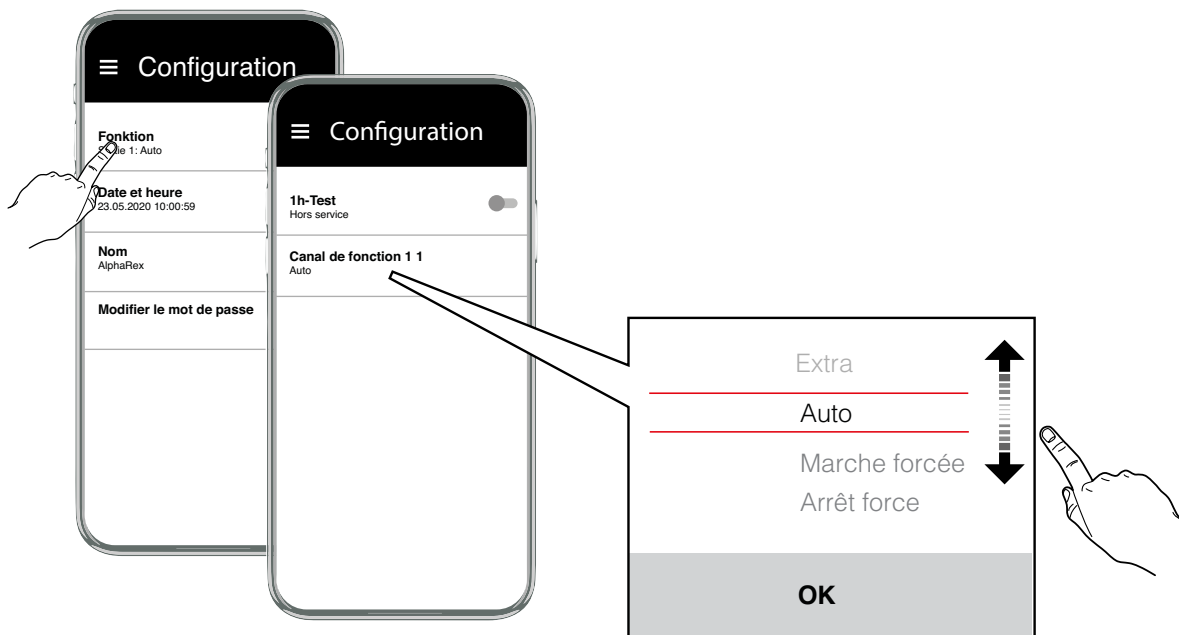 ≡ Configuration
Fonktion
1: Auto
Date et heure
23.05.2020 10:00:59
Nom
AlphaRex
Modifier le mot de passe
≡ Configuration
1h-Test
Hors service
Canal de fonction 1 1
Auto
Extra
Auto
Marche forcée
Arrêt force
OK